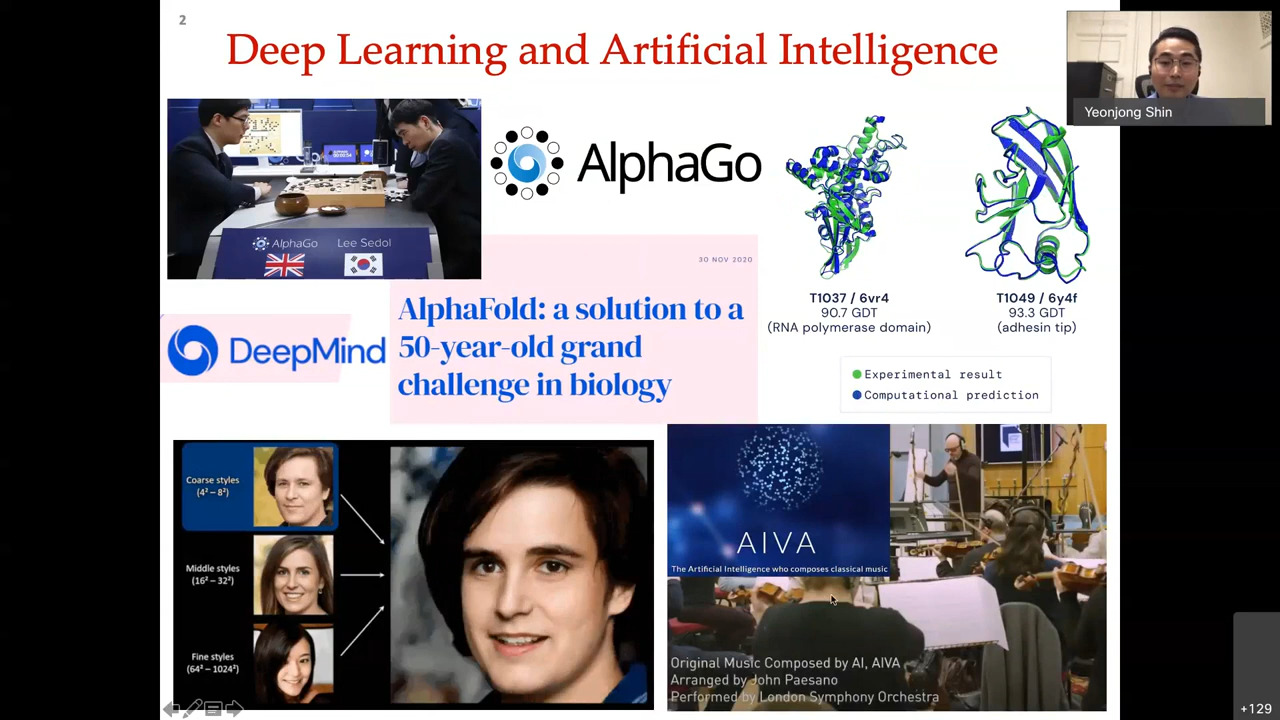 2
Deep Learning and Artificial Intelligence
Yeonjong Shin
AlphaGo
AlphaGo
Lee Sedol
30 NOV 2020
AlphaFold: a solution to a
50-year-old grand
challenge in biology
DeepMind
T1037 / 6vr4
90.7 GDT
(RNA polymerase domain)
T1049 / 6y4f
93.3 GDT
(adhesin tip)
Experimental result
Computational prediction
Coarse styles
(4² – 8²)
Middle styles
(16² – 32²)
Fine styles
(64² – 1024²)
AIVA
The Artificial Intelligence who composes classical music
Original Music Composed by AI, AIVA
Arranged by John Paesano
Performed by London Symphony Orchestra
+129